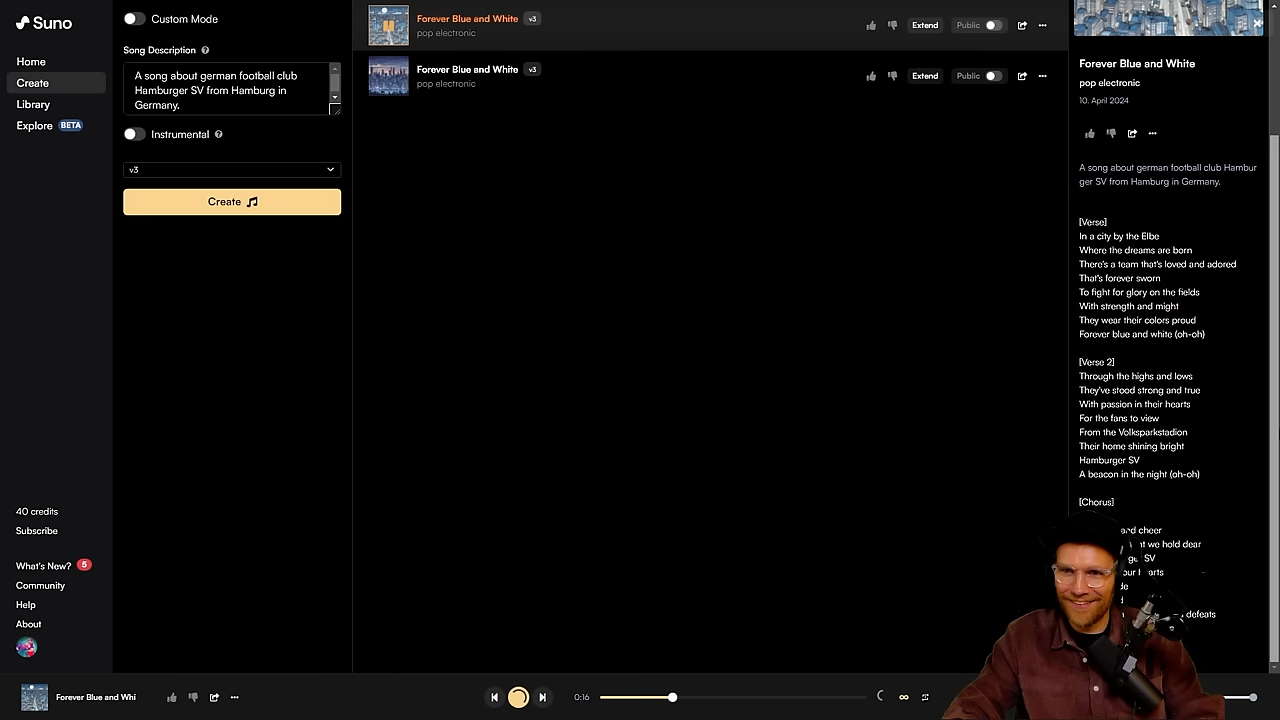 Suno
Home
Create
Library
Explore BETA
40 credits
Subscribe
What's New? 5
Community
Help
About
Custom Mode
Song Description
A song about german football club
Hamburger SV from Hamburg in
Germany.
Instrumental
v3
Create
Forever Blue and White v3
pop electronic
Extend
Public
Forever Blue and White v3
pop electronic
Extend
Public
Forever Blue and White
pop electronic
10. April 2024
A song about german football club Hambur
ger SV from Hamburg in Germany.
[Verse]
In a city by the Elbe
Where the dreams are born
There's a team that's loved and adored
That's forever sworn
To fight for glory on the fields
With strength and might
They wear their colors proud
Forever blue and white (oh-oh)
[Verse 2]
Through the highs and lows
They've stood strong and true
With passion in their hearts
For the fans to view
From the Volksparkstadion
Their home shining bright
Hamburger SV
A beacon in the night (oh-oh)
[Chorus]
and cheer
we hold dear
SV
defeats
Forever Blue and Whi
0:16